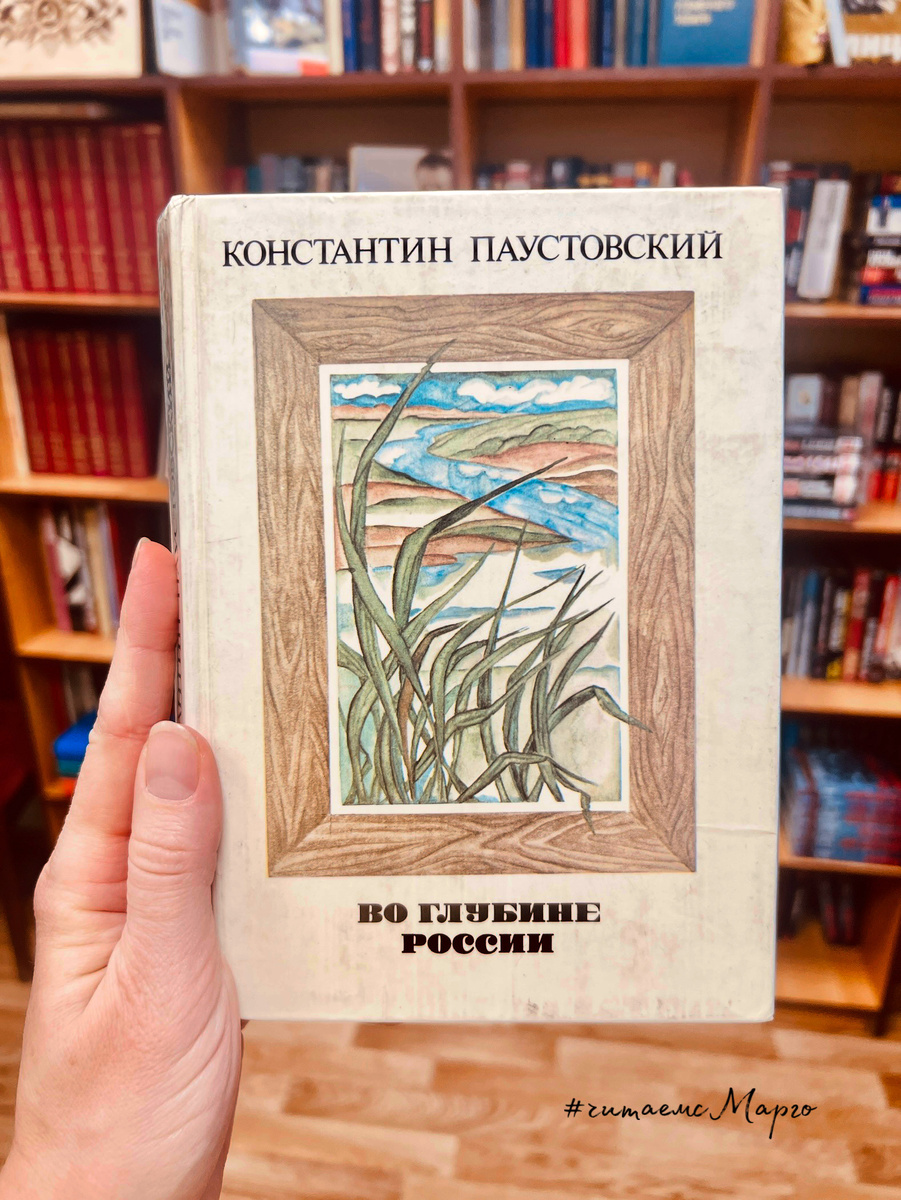 КОНСТАНТИН ПАУСТОВСКИЙ
ВО ГЛУБИНЕ
РОССИИ
#читаемсМарго